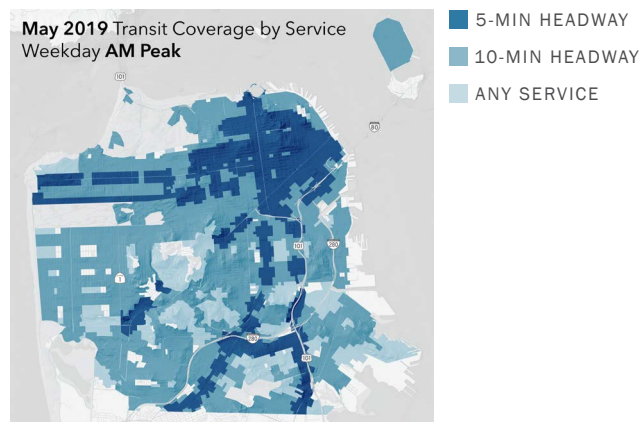 May 2019 Transit Coverage by Service
Weekday AM Peak
5-MIN HEADWAY
10-MIN HEADWAY
ANY SERVICE
101
80
101
280
1
280
101